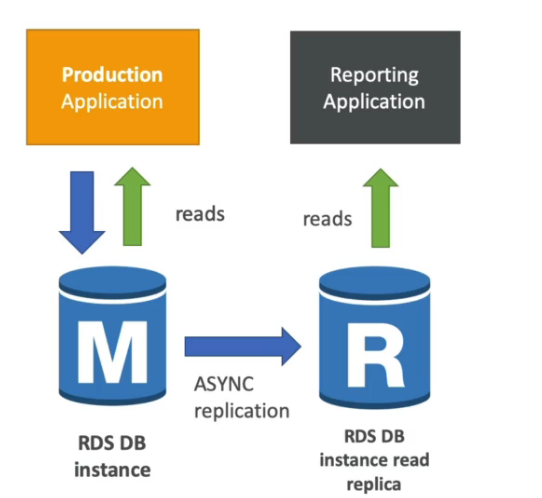 Production
Application
Reporting
Application
reads
reads
M
R
ASYNC
replication
RDS DB
instance
RDS DB
instance read
replica